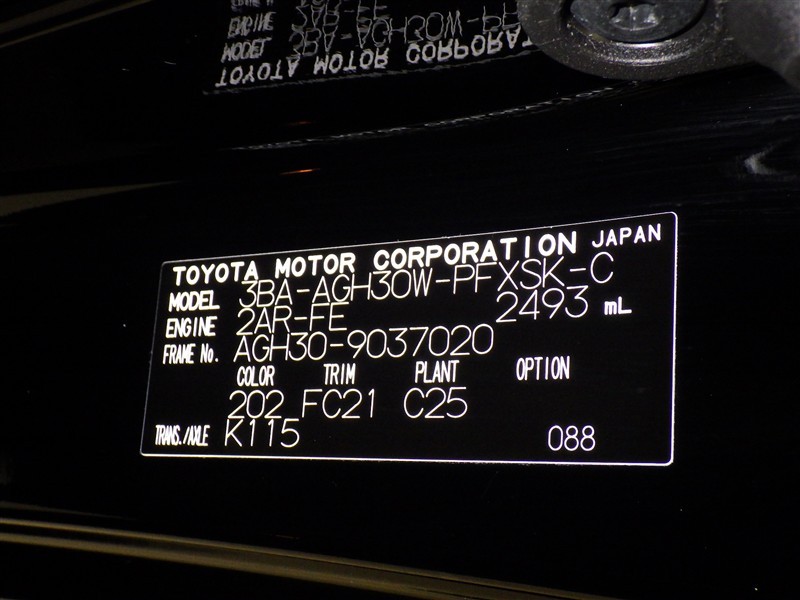 TOYOTA MOTOR CORPORATION JAPAN
MODEL 3BA-AGH30W-PFXSK-C
ENGINE 2AR-FE 2493 mL
FRAME No. AGH30-9037020
COLOR TRIM PLANT OPTION
202 FC21 C25
TRANS./AXLE K115 088